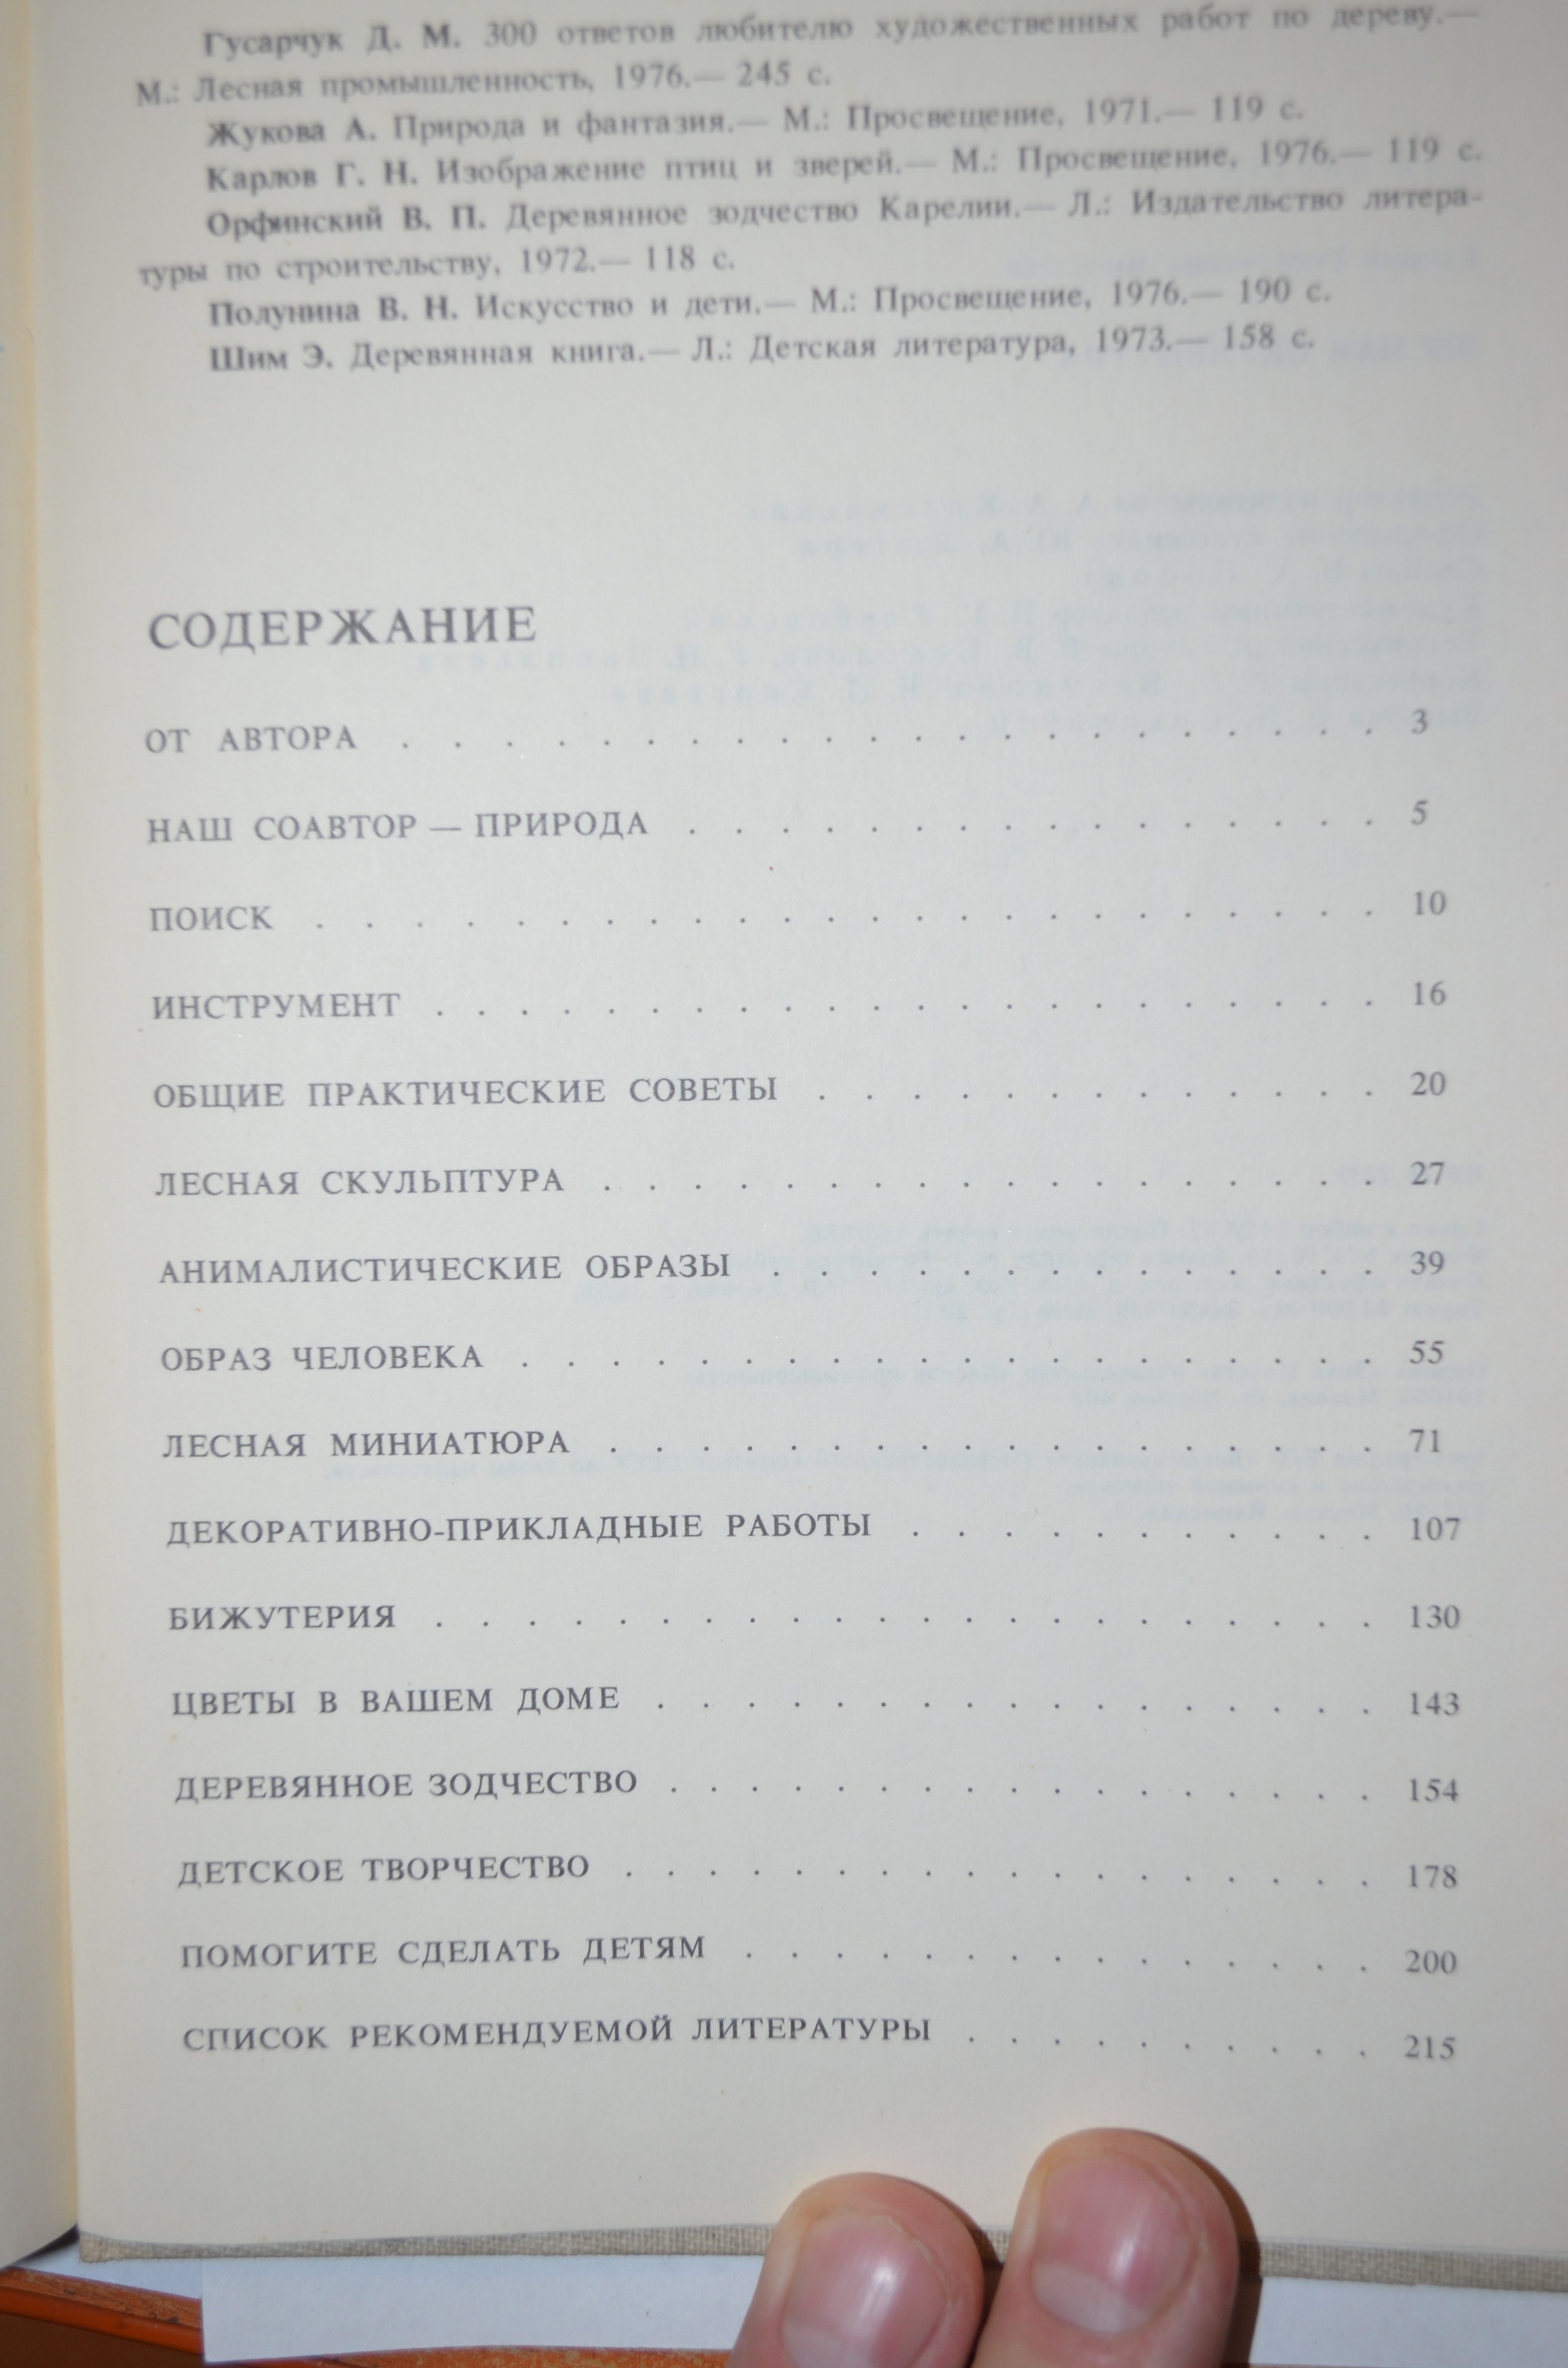 Гусарчук Д. М. 300 ответов любителю художественных работ по дереву.—
М.: Лесная промышленность, 1976.— 245 с.
Жукова А. Природа и фантазия.— М.: Просвещение, 1971.— 119 с.
Карлов Г. Н. Изображение птиц и зверей.— М.: Просвещение, 1976.— 119 с.
Орфинский В. П. Деревянное зодчество Карелии.— Л.: Издательство литера-
туры по строительству, 1972.— 118 с.
Полунина В. Н. Искусство и дети.— М.: Просвещение, 1976.— 190 с.
Шим Э. Деревянная книга.— Л.: Детская литература, 1973.— 158 с.
СОДЕРЖАНИЕ
ОТ АВТОРА . . . . . . . . . . . . . . . . . . . . . . 3
НАШ СОАВТОР — ПРИРОДА . . . . . . . . . . . . . . . . 5
ПОИСК . . . . . . . . . . . . . . . . . . . . . . . . 10
ИНСТРУМЕНТ . . . . . . . . . . . . . . . . . . . . . . 16
ОБЩИЕ ПРАКТИЧЕСКИЕ СОВЕТЫ . . . . . . . . . . . . . 20
ЛЕСНАЯ СКУЛЬПТУРА . . . . . . . . . . . . . . . . . . 27
АНИМАЛИСТИЧЕСКИЕ ОБРАЗЫ . . . . . . . . . . . . . . 39
ОБРАЗ ЧЕЛОВЕКА . . . . . . . . . . . . . . . . . . . . 55
ЛЕСНАЯ МИНИАТЮРА . . . . . . . . . . . . . . . . . . 71
ДЕКОРАТИВНО-ПРИКЛАДНЫЕ РАБОТЫ . . . . . . . . . . . 107
БИЖУТЕРИЯ . . . . . . . . . . . . . . . . . . . . . . 130
ЦВЕТЫ В ВАШЕМ ДОМЕ . . . . . . . . . . . . . . . . . 143
ДЕРЕВЯННОЕ ЗОДЧЕСТВО . . . . . . . . . . . . . . . . . 154
ДЕТСКОЕ ТВОРЧЕСТВО . . . . . . . . . . . . . . . . . . 178
ПОМОГИТЕ СДЕЛАТЬ ДЕТЯМ . . . . . . . . . . . . . . . 200
СПИСОК РЕКОМЕНДУЕМОЙ ЛИТЕРАТУРЫ . . . . . . . . . . 215